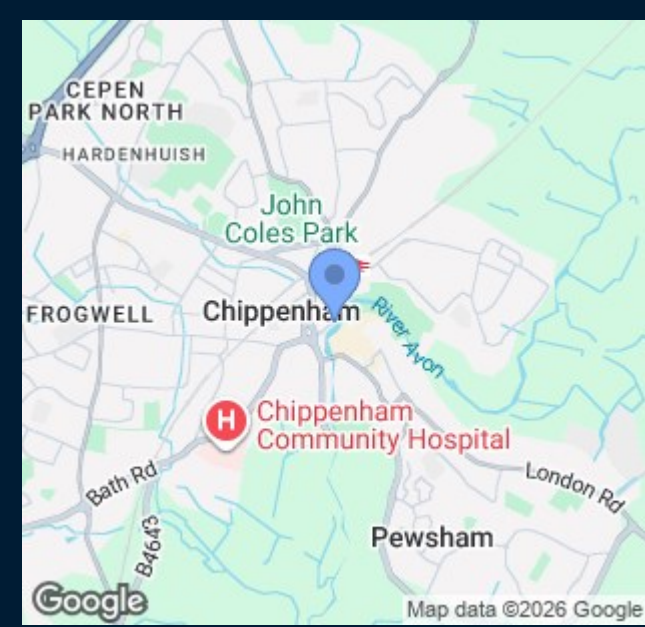 CEPEN
PARK NORTH
HARDENHUISH
John
Coles Park
FROGWELL
Chippenham
River Avon
H
Chippenham
Community Hospital
Bath Rd
London Rd
B4643
Pewsham
Google
Map data ©2026 Google